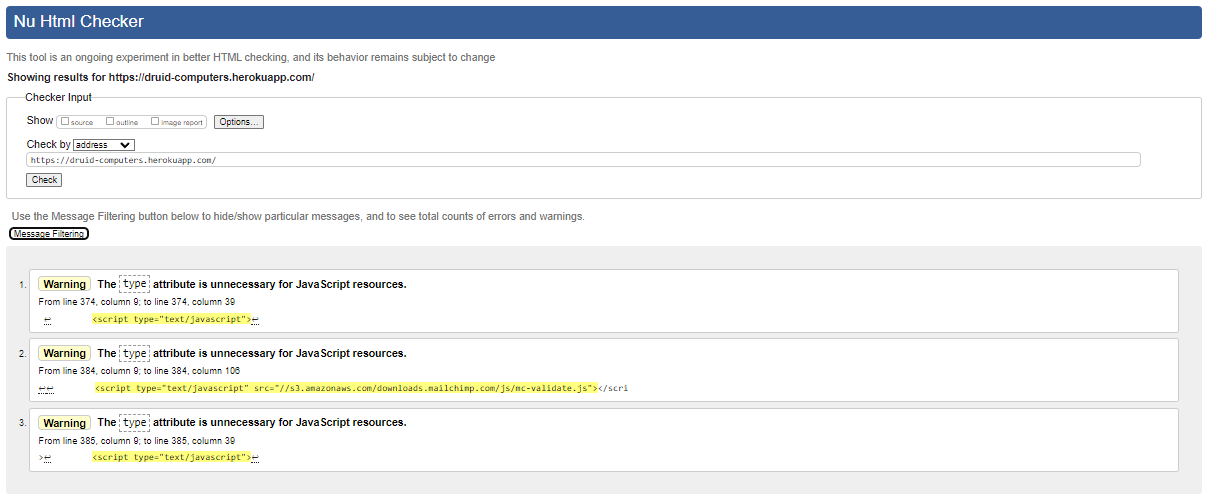 Nu Html Checker
This tool is an ongoing experiment in better HTML checking, and its behavior remains subject to change
Showing results for https://druid-computers.herokuapp.com/
Checker Input
Show source outline image report Options...
Check by address
https://druid-computers.herokuapp.com/
Check
Use the Message Filtering button below to hide/show particular messages, and to see total counts of errors and warnings.
Message Filtering
1. Warning The type attribute is unnecessary for JavaScript resources.
From line 374, column 9; to line 374, column 39
↩ <script type="text/javascript">↩
2. Warning The type attribute is unnecessary for JavaScript resources.
From line 384, column 9; to line 384, column 106
↩↩ <script type="text/javascript" src="//s3.amazonaws.com/downloads.mailchimp.com/js/mc-validate.js"></scri
3. Warning The type attribute is unnecessary for JavaScript resources.
From line 385, column 9; to line 385, column 39
>↩ <script type="text/javascript">↩